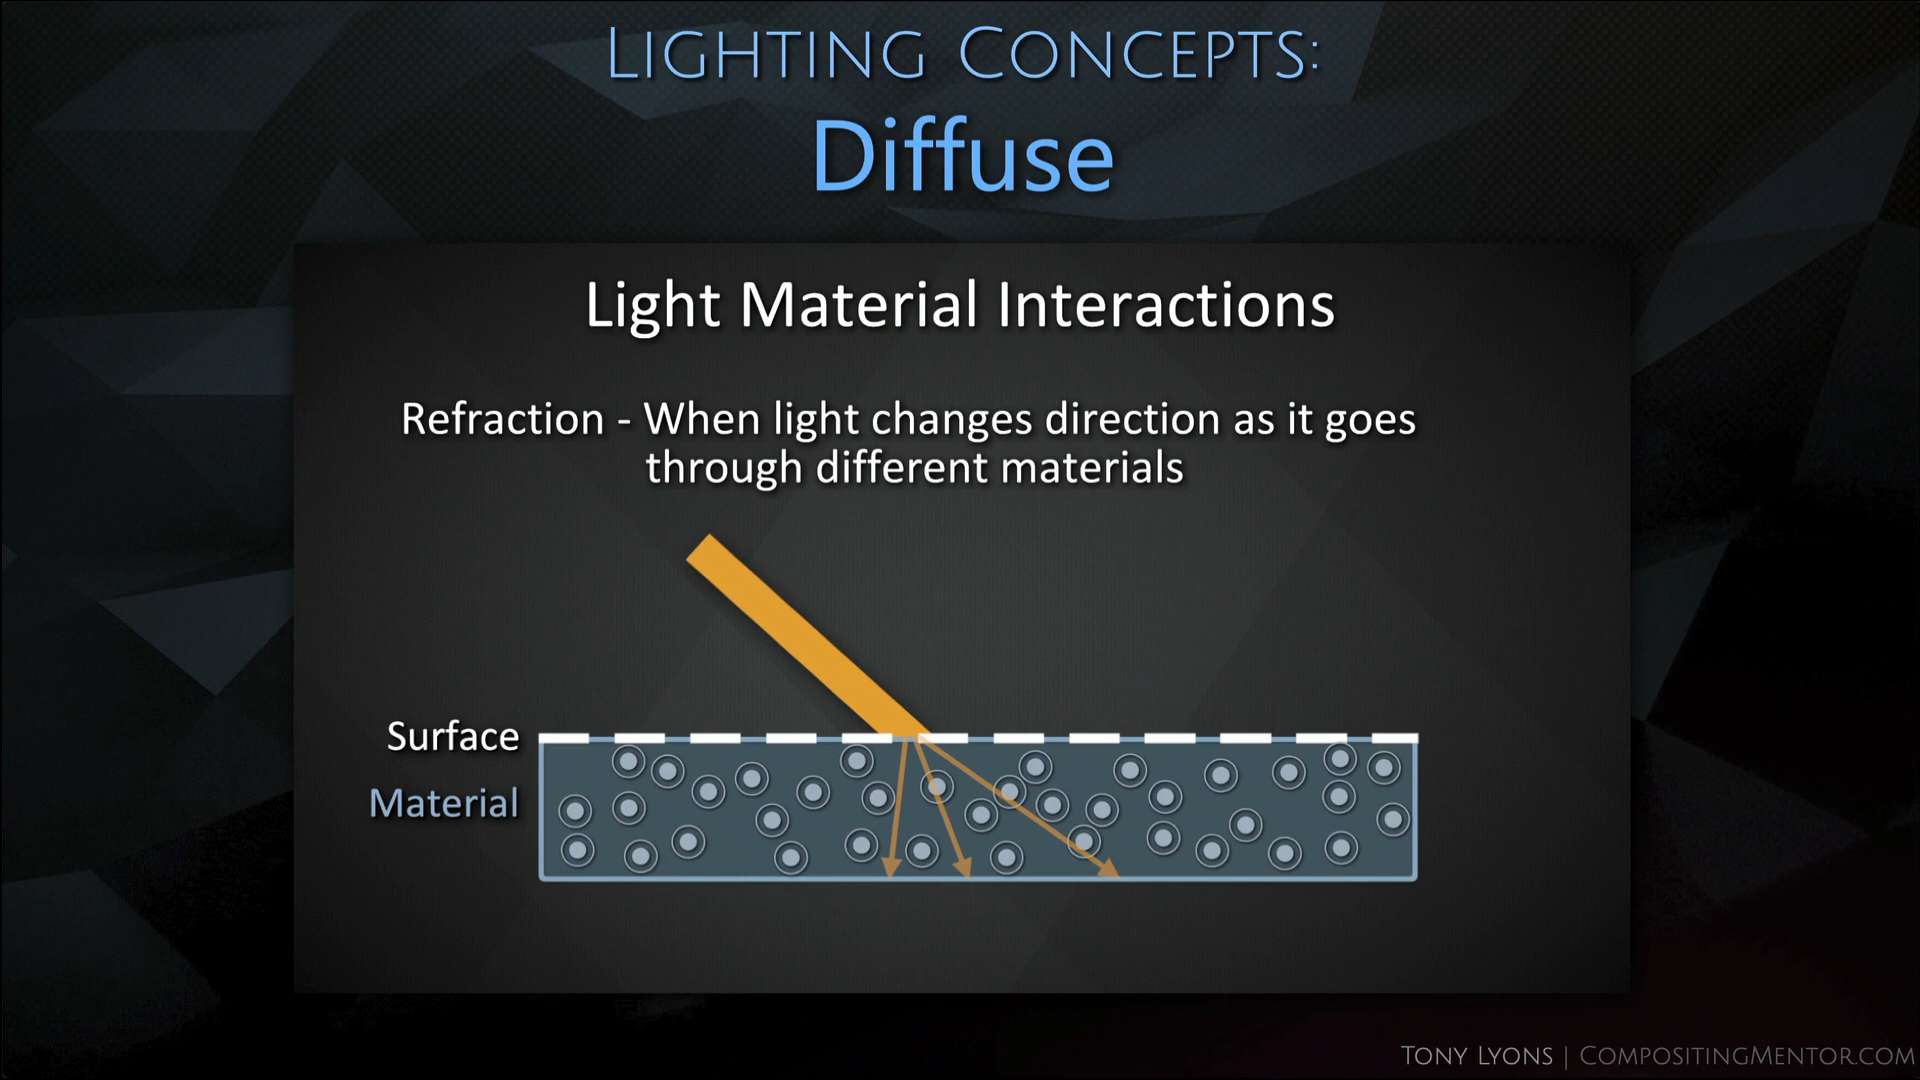 LIGHTING CONCEPTS:
Diffuse
Light Material Interactions
Refraction - When light changes direction as it goes
through different materials
Surface
Material
TONY LYONS | COMPOSITINGMENTOR.COM